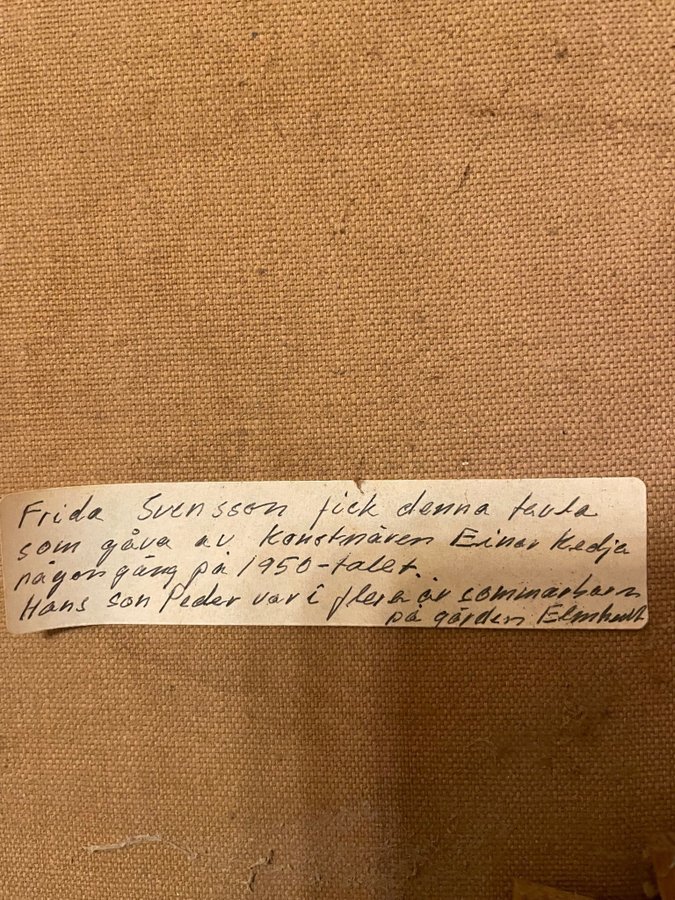 Frida Svensson fick denna tavla
som gåva av konstnären Einar Kedja
någon gång på 1950-talet.
Hans son Peder var i flera år sommarbarn
på gården Elmhult